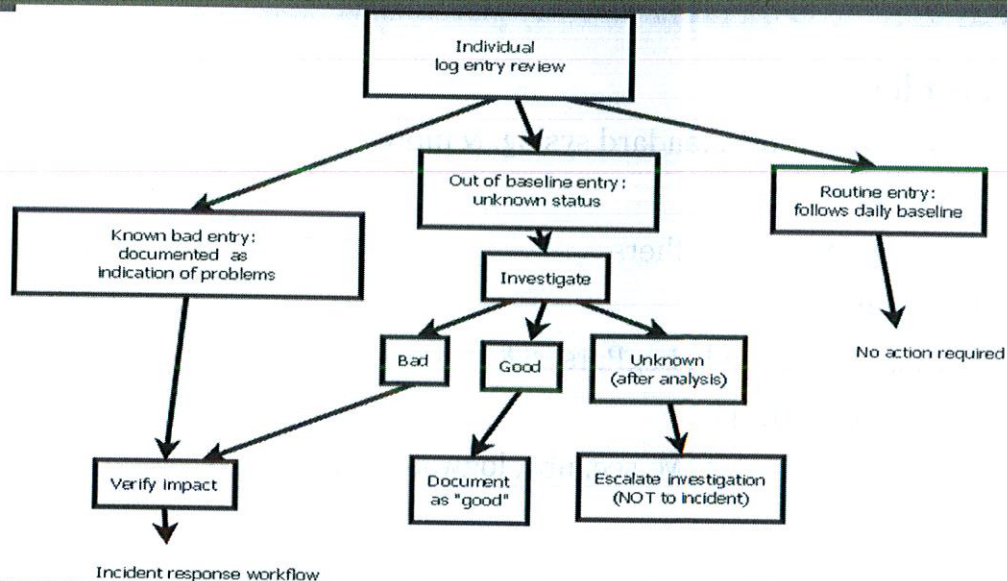 Individual
log entry review
Out of baseline entry:
unknown status
Routine entry:
follows daily baseline
Known bad entry:
documented as
indication of problems
Investigate
Bad
Good
Unknown
(after analysis)
No action required
Verify impact
Document
as "good"
Escalate investigation
(NOT to incident)
Incident response workflow